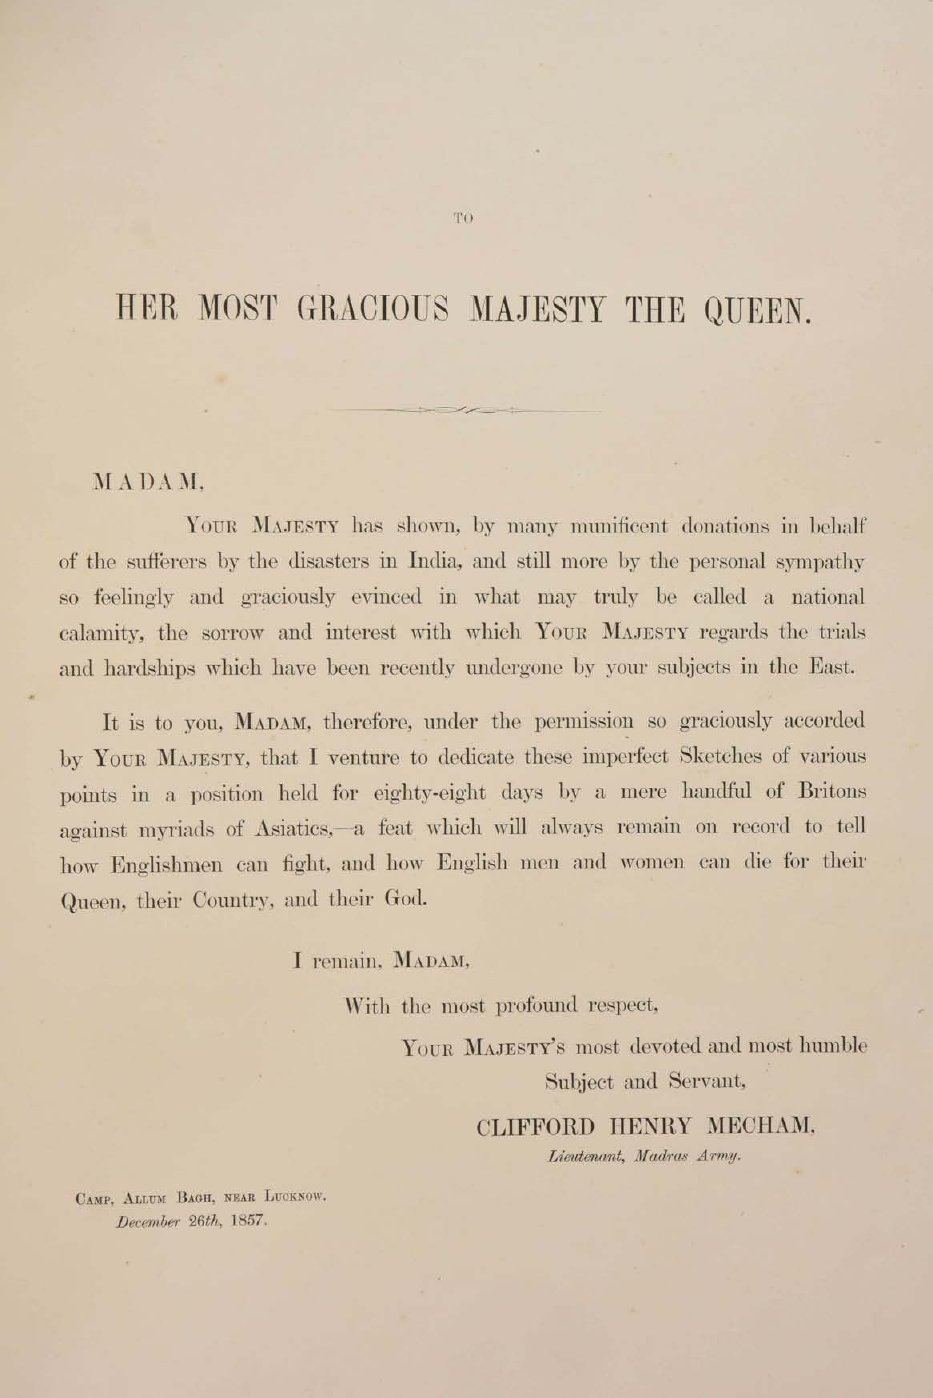 TO
HER MOST GRACIOUS MAJESTY THE QUEEN.
MADAM,
YOUR MAJESTY has shown, by many munificent donations in behalf
of the sufferers by the disasters in India, and still more by the personal sympathy
so feelingly and graciously evinced in what may truly be called a national
calamity, the sorrow and interest with which YOUR MAJESTY regards the trials
and hardships which have been recently undergone by your subjects in the East.
It is to you, MADAM, therefore, under the permission so graciously accorded
by YOUR MAJESTY, that I venture to dedicate these imperfect Sketches of various
points in a position held for eighty-eight days by a mere handful of Britons
against myriads of Asiatics,—a feat which will always remain on record to tell
how Englishmen can fight, and how English men and women can die for their
Queen, their Country, and their God.
I remain, MADAM,
With the most profound respect,
YOUR MAJESTY'S most devoted and most humble
Subject and Servant,
CLIFFORD HENRY MECHAM,
Lieutenant, Madras Army.
CAMP, ALLUM BAGH, NEAR LUCKNOW,
December 26th, 1857.